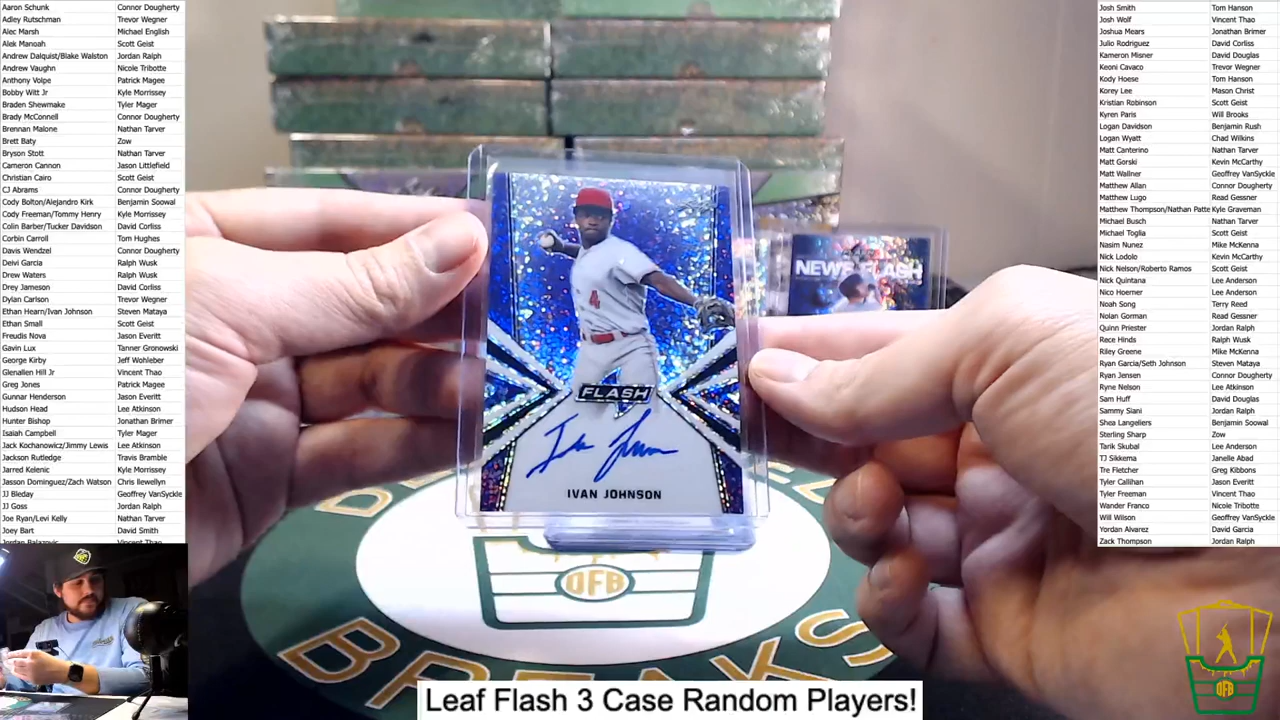 Aaron Schunk Connor Dougherty
Adley Rutschman Trevor Wegner
Alec Marsh Michael English
Alek Manoah Scott Geist
Andrew Dalquist/Blake Walston Jordan Ralph
Andrew Vaughn Nicole Tribotte
Anthony Volpe Patrick Magee
Bobby Witt Jr Kyle Morrissey
Braden Shewmake Tyler Mager
Brady McConnell Connor Dougherty
Brennan Malone Nathan Tarver
Brett Baty Zow
Bryson Stott Nathan Tarver
Cameron Cannon Jason Littlefield
Christian Cairo Scott Geist
CJ Abrams Connor Dougherty
Cody Bolton/Alejandro Kirk Benjamin Soowal
Cody Freeman/Tommy Henry Kyle Morrissey
Colin Barber/Tucker Davidson David Corliss
Corbin Carroll Tom Hughes
Davis Wendzel Connor Dougherty
Deivi Garcia Ralph Wusk
Drew Waters Ralph Wusk
Drey Jameson David Corliss
Dylan Carlson Trevor Wegner
Ethan Hearn/Ivan Johnson Steven Mataya
Ethan Small Scott Geist
Freudis Nova Jason Everitt
Gavin Lux Tanner Gronowski
George Kirby Jeff Wohleber
Glenallen Hill Jr Vincent Thao
Greg Jones Patrick Magee
Gunnar Henderson Jason Everitt
Hudson Head Lee Atkinson
Hunter Bishop Jonathan Brimer
Isaiah Campbell Tyler Mager
Jack Kochanowicz/Jimmy Lewis Lee Atkinson
Jackson Rutledge Travis Bramble
Jarred Kelenic Kyle Morrissey
Jasson Dominguez/Zach Watson Chris llewellyn
JJ Bleday Geoffrey VanSyckle
JJ Goss Jordan Ralph
Joe Ryan/Levi Kelly Nathan Tarver
Joey Bart David Smith
Jordan Balazovic Vincent Thao
NEWS FLASH
4
FLASH
IVAN JOHNSON
OFB
BREAKS
Leaf Flash 3 Case Random Players!
Josh Smith Tom Hanson
Josh Wolf Vincent Thao
Joshua Mears Jonathan Brimer
Julio Rodriguez David Corliss
Kameron Misner David Douglas
Keoni Cavaco Trevor Wegner
Kody Hoese Tom Hanson
Korey Lee Mason Christ
Kristian Robinson Scott Geist
Kyren Paris Will Brooks
Logan Davidson Benjamin Rush
Logan Wyatt Chad Wilkins
Matt Canterino Nathan Tarver
Matt Gorski Kevin McCarthy
Matt Wallner Geoffrey VanSyckle
Matthew Allan Connor Dougherty
Matthew Lugo Read Gessner
Matthew Thompson/Nathan Patte Kyle Graveman
Michael Busch Nathan Tarver
Michael Toglia Scott Geist
Nasim Nunez Mike McKenna
Nick Lodolo Kevin McCarthy
Nick Nelson/Roberto Ramos Scott Geist
Nick Quintana Lee Anderson
Nico Hoerner Lee Anderson
Noah Song Terry Reed
Nolan Gorman Read Gessner
Quinn Priester Jordan Ralph
Rece Hinds Ralph Wusk
Riley Greene Mike McKenna
Ryan Garcia/Seth Johnson Steven Mataya
Ryan Jensen Connor Dougherty
Ryne Nelson Lee Atkinson
Sam Huff David Douglas
Sammy Siani Jordan Ralph
Shea Langeliers Benjamin Soowal
Sterling Sharp Zow
Tarik Skubal Lee Anderson
TJ Sikkema Janelle Abad
Tre Fletcher Greg Kibbons
Tyler Callihan Jason Everitt
Tyler Freeman Vincent Thao
Wander Franco Nicole Tribotte
Will Wilson Geoffrey VanSyckle
Yordan Alvarez David Garcia
Zack Thompson Jordan Ralph
OFB